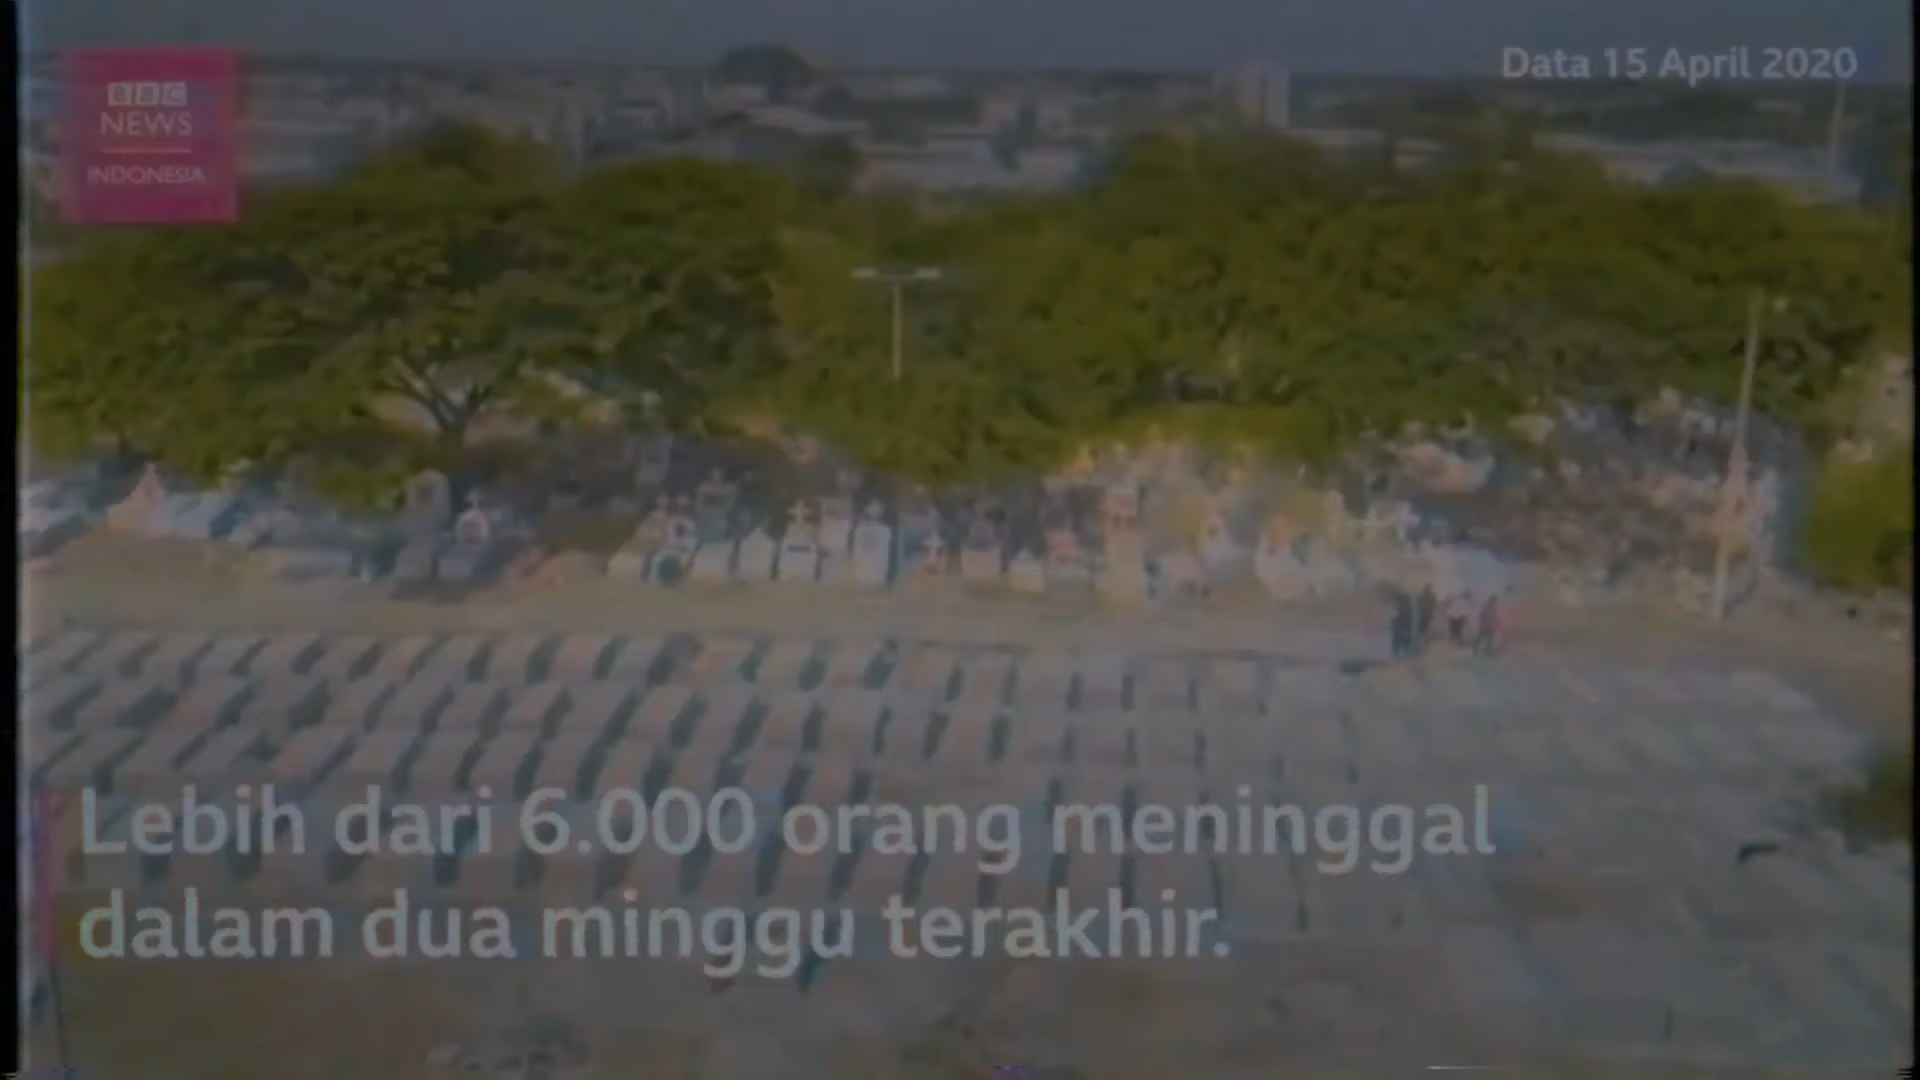 BBC
NEWS
INDONESIA
Data 15 April 2020
Lebih dari 6.000 orang meninggal
dalam dua minggu terakhir.